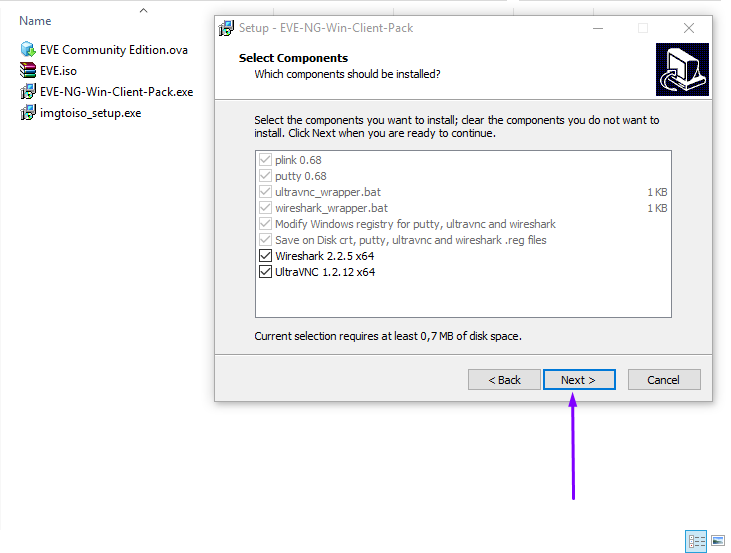 Name
EVE Community Edition.ova
EVE.iso
EVE-NG-Win-Client-Pack.exe
imgtoiso_setup.exe
Setup - EVE-NG-Win-Client-Pack
Select Components
Which components should be installed?
Select the components you want to install; clear the components you do not want to
install. Click Next when you are ready to continue.
plink 0.68
putty 0.68
ultravnc_wrapper.bat 1 KB
wireshark_wrapper.bat 1 KB
Modify Windows registry for putty, ultravnc and wireshark
Save on Disk crt, putty, ultravnc and wireshark .reg files
Wireshark 2.2.5 x64
UltraVNC 1.2.12 x64
Current selection requires at least 0,7 MB of disk space.
< Back Next > Cancel